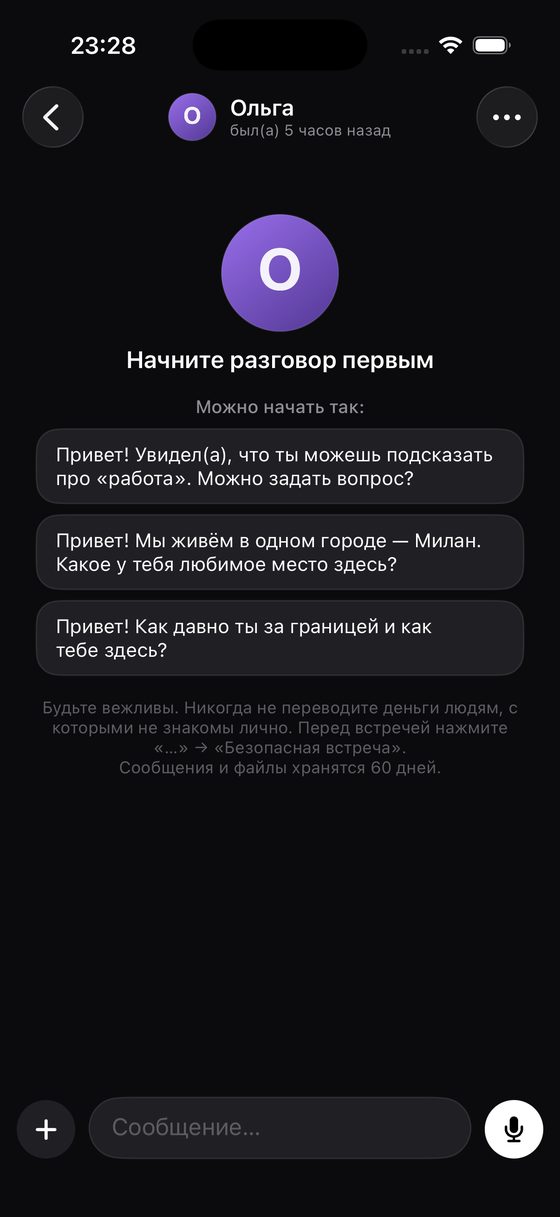 23:28
О
Ольга
был(а) 5 часов назад
О
Начните разговор первым
Можно начать так:
Привет! Увидел(а), что ты можешь подсказать
про «работа». Можно задать вопрос?
Привет! Мы живём в одном городе — Милан.
Какое у тебя любимое место здесь?
Привет! Как давно ты за границей и как
тебе здесь?
Будьте вежливы. Никогда не переводите деньги людям, с
которыми не знакомы лично. Перед встречей нажмите
«…» → «Безопасная встреча».
Сообщения и файлы хранятся 60 дней.
Сообщение…